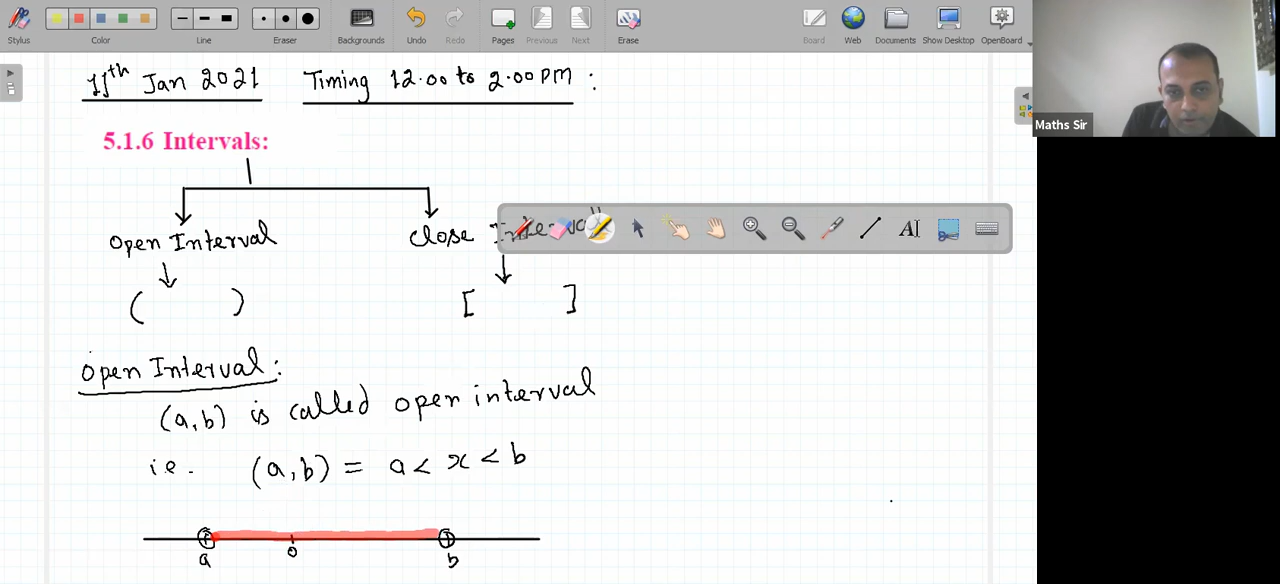 Stylus Color Line Eraser Backgrounds Undo Redo Pages Previous Next Erase Board Web Documents Show Desktop OpenBoard
11th Jan 2021 Timing 12.00 to 2.00 PM :
Maths Sir
5.1.6 Intervals:
Open Interval Close
( ) [ ]
Open Interval :
(a,b) is called open interval
i.e. (a,b) = a < x < b
a 0 b